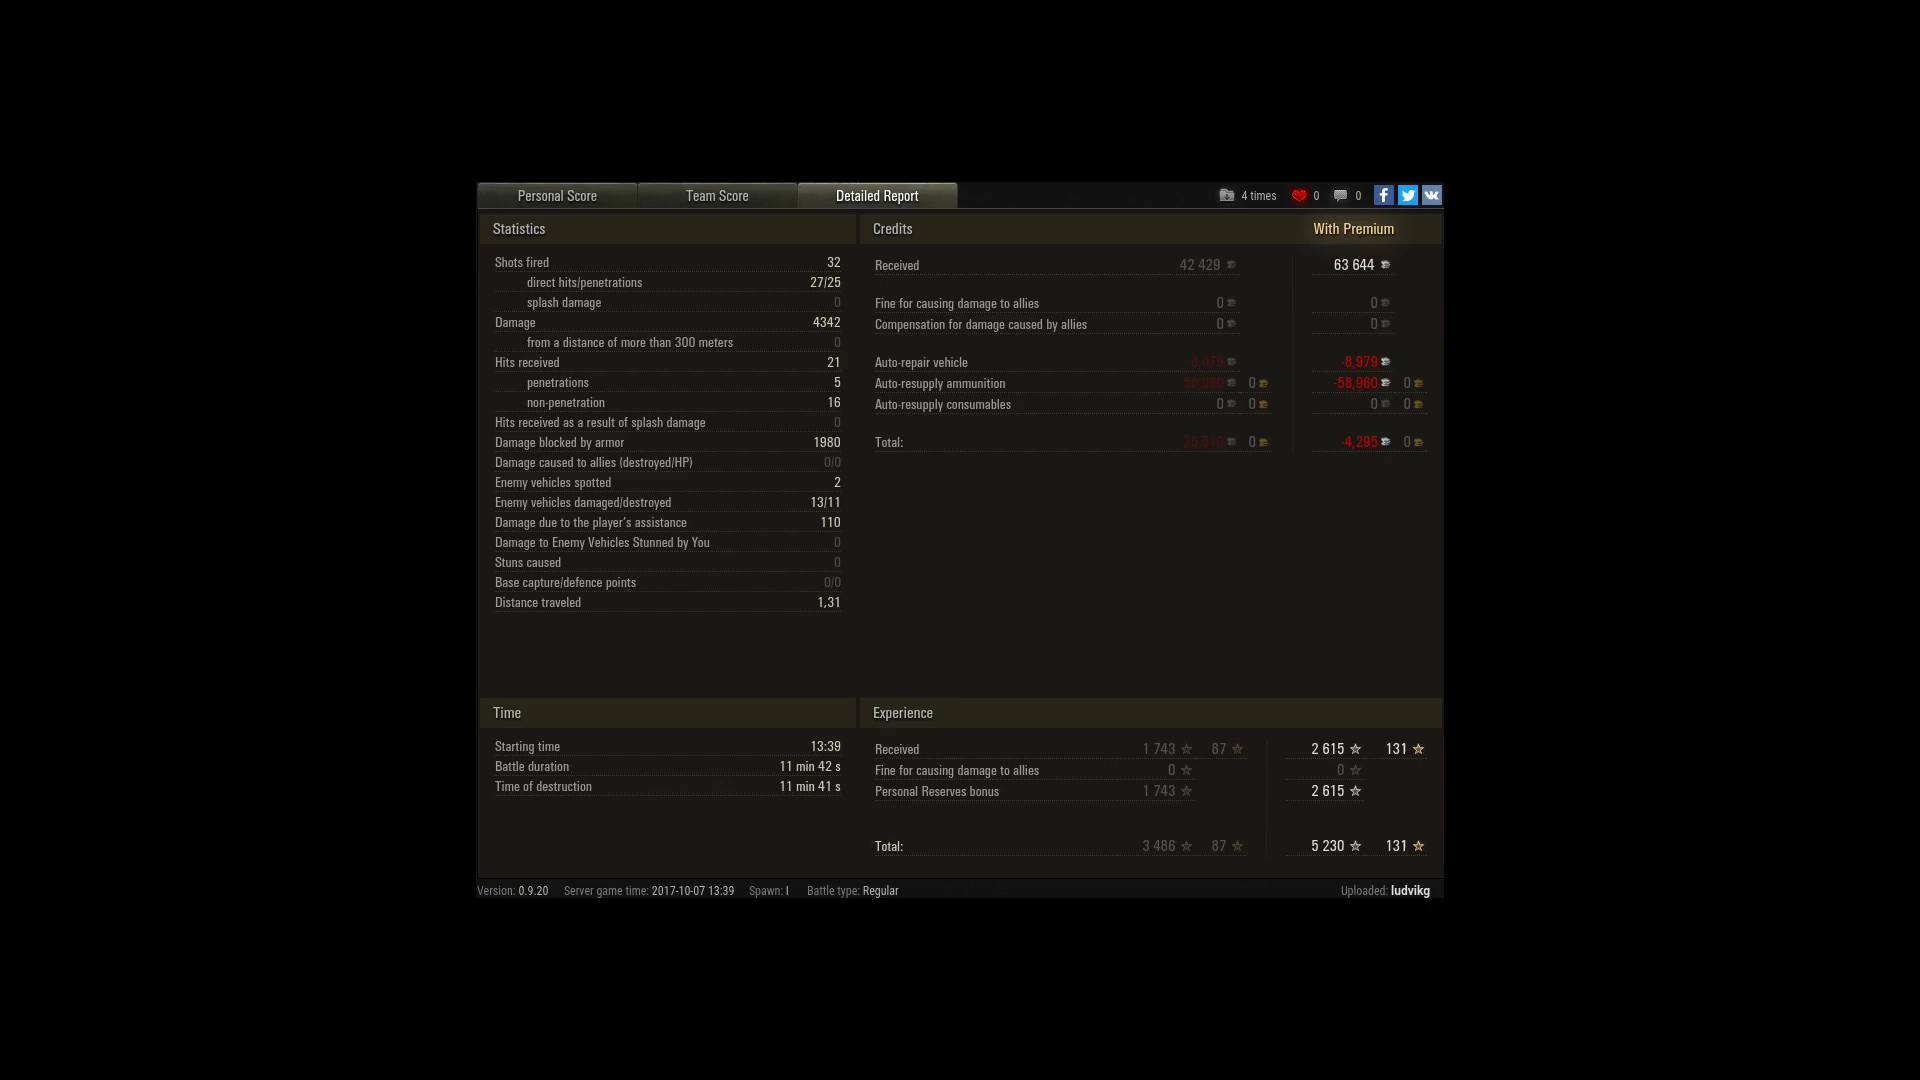 Personal Score Team Score Detailed Report 4 times 0 0
Statistics
Shots fired 32
direct hits/penetrations 27/25
splash damage 0
Damage 4342
from a distance of more than 300 meters 0
Hits received 21
penetrations 5
non-penetration 16
Hits received as a result of splash damage 0
Damage blocked by armor 1980
Damage caused to allies (destroyed/HP) 0/0
Enemy vehicles spotted 2
Enemy vehicles damaged/destroyed 13/11
Damage due to the player's assistance 110
Damage to Enemy Vehicles Stunned by You 0
Stuns caused 0
Base capture/defence points 0/0
Distance traveled 1,31
Credits With Premium
Received 42 429 63 644
Fine for causing damage to allies 0 0
Compensation for damage caused by allies 0 0
Auto-repair vehicle -8,979 -8,979
Auto-resupply ammunition 0 -58,960 0
Auto-resupply consumables 0 0 0 0
Total: 0 -4,295 0
Time
Starting time 13:39
Battle duration 11 min 42 s
Time of destruction 11 min 41 s
Experience
Received 1 743 87 2 615 131
Fine for causing damage to allies 0 0
Personal Reserves bonus 1 743 2 615
Total: 3 486 87 5 230 131
Version: 0.9.20 Server game time: 2017-10-07 13:39 Spawn: I Battle type: Regular Uploaded: ludvikg